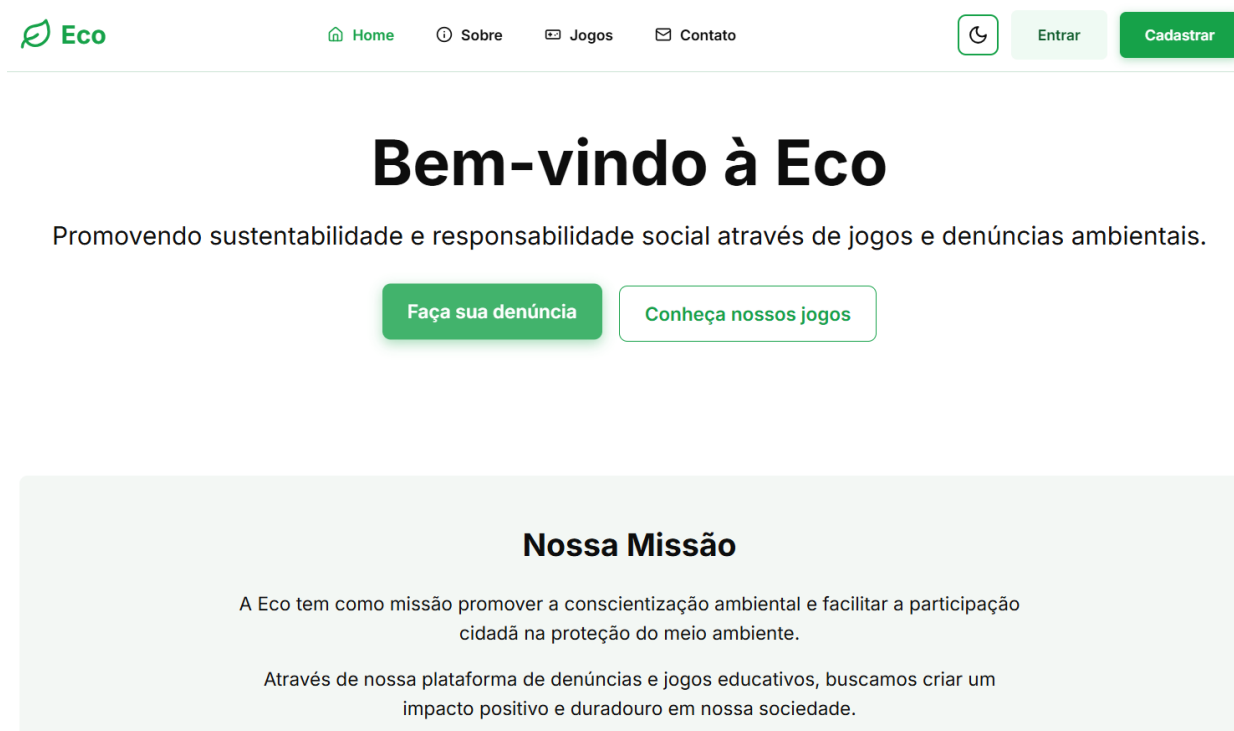 Eco
Home
Sobre
Jogos
Contato
Entrar
Cadastrar
Bem-vindo à Eco
Promovendo sustentabilidade e responsabilidade social através de jogos e denúncias ambientais.
Faça sua denúncia
Conheça nossos jogos
Nossa Missão
A Eco tem como missão promover a conscientização ambiental e facilitar a participação
cidadã na proteção do meio ambiente.
Através de nossa plataforma de denúncias e jogos educativos, buscamos criar um
impacto positivo e duradouro em nossa sociedade.